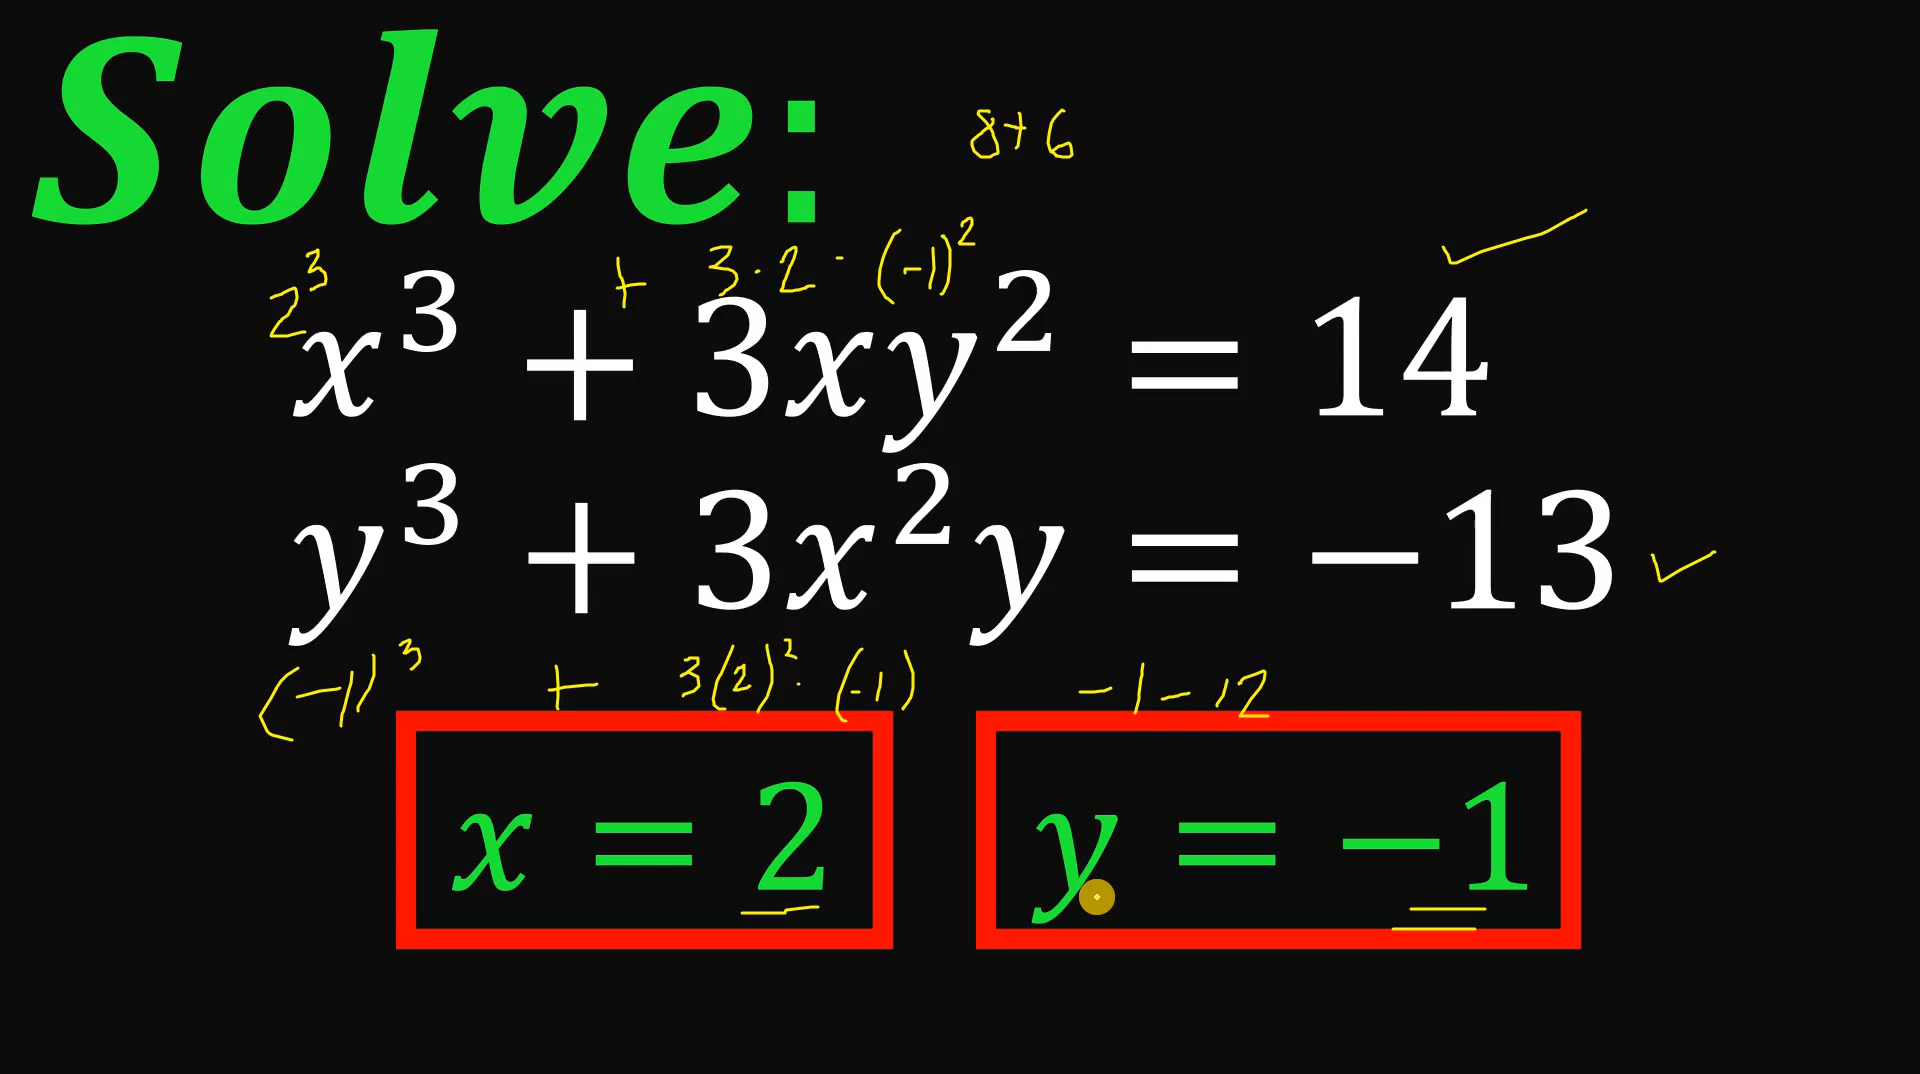 Solve:
8+6
2³ + 3·2·(-1)²
x³ + 3xy² = 14
y³ + 3x²y = −13
(-1)³ + 3(2)²·(-1) -1-12
x = 2
y = −1